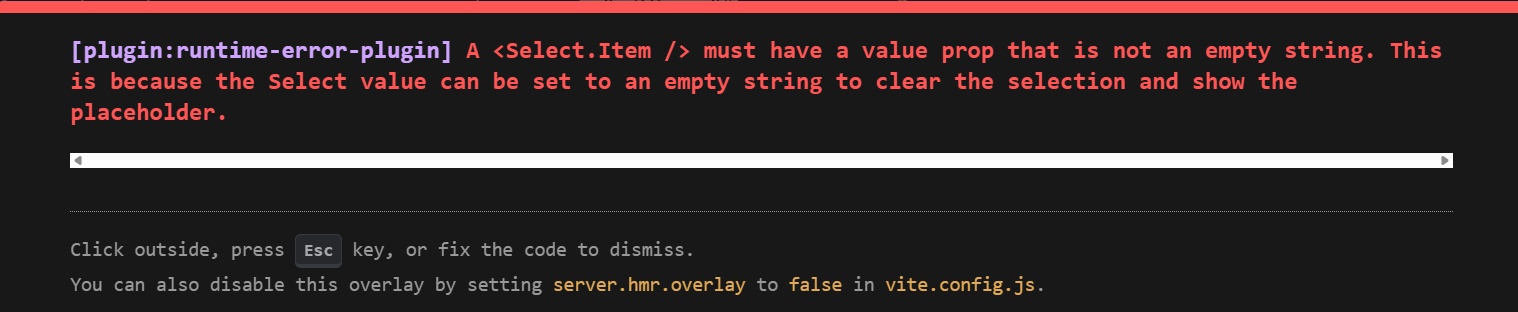 [plugin:runtime-error-plugin] A <Select.Item /> must have a value prop that is not an empty string. This
is because the Select value can be set to an empty string to clear the selection and show the
placeholder.
Click outside, press Esc key, or fix the code to dismiss.
You can also disable this overlay by setting server.hmr.overlay to false in vite.config.js.